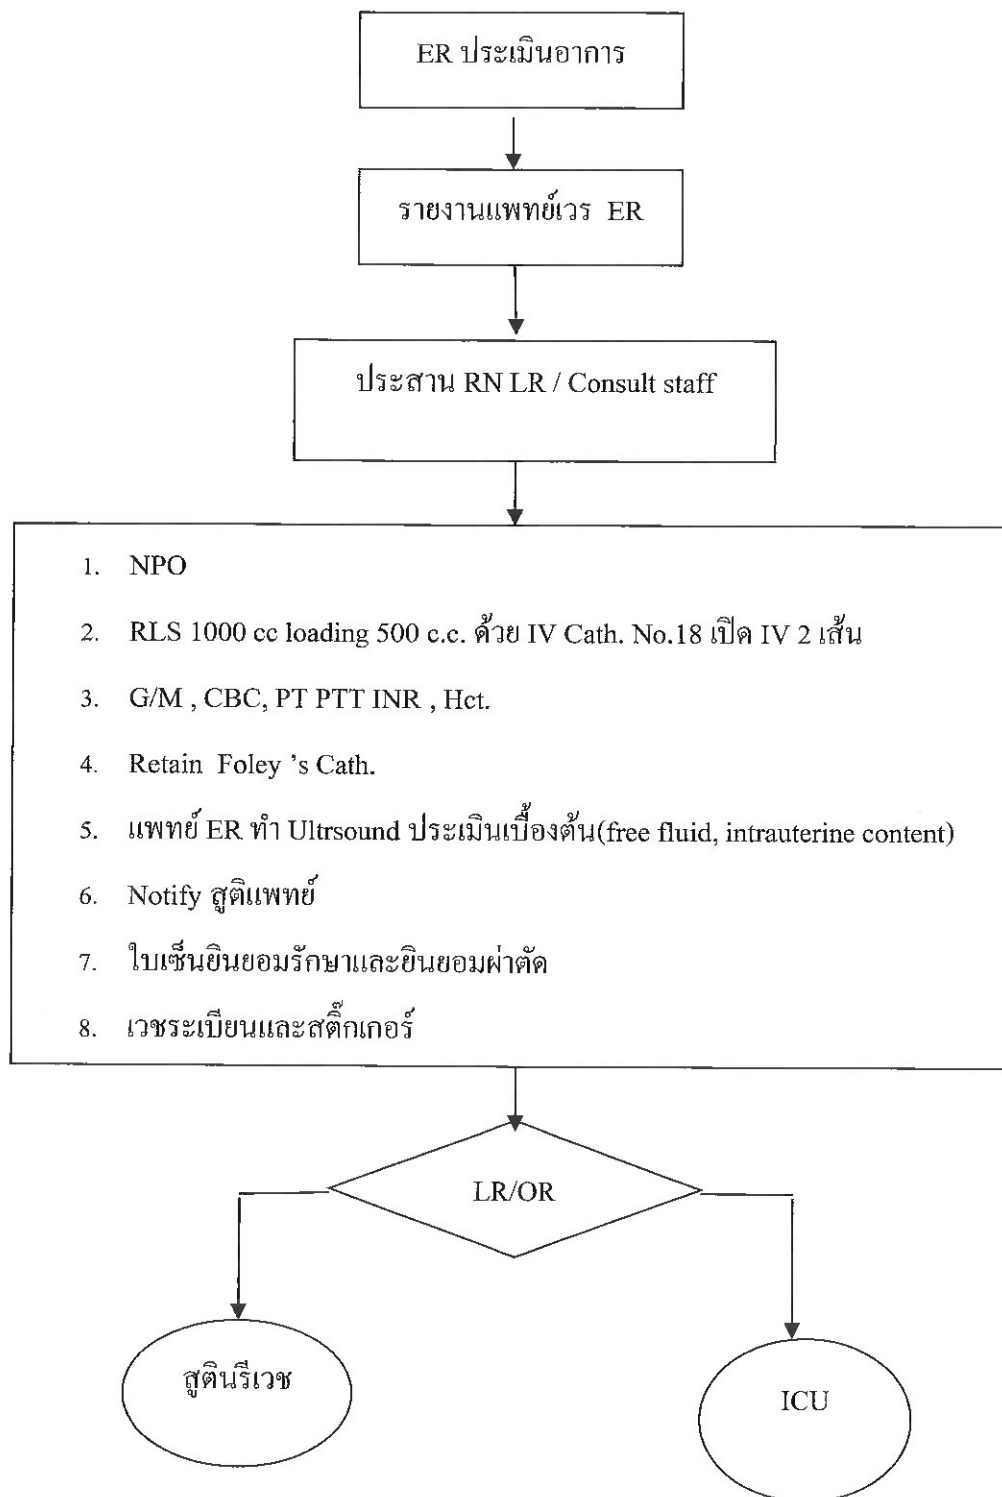 ER ประเมินอาการ
รายงานแพทย์เวร ER
ประสาน RN LR / Consult staff
1. NPO
2. RLS 1000 cc loading 500 c.c. ด้วย IV Cath. No.18 เปิด IV 2 เส้น
3. G/M , CBC, PT PTT INR , Hct.
4. Retain Foley 's Cath.
5. แพทย์ ER ทำ Ultrsound ประเมินเบื้องต้น(free fluid, intrauterine content)
6. Notify สูติแพทย์
7. ใบเซ็นยินยอมรักษาและยินยอมผ่าตัด
8. เวชระเบียนและสติ๊กเกอร์
LR/OR
สูตินรีเวช
ICU